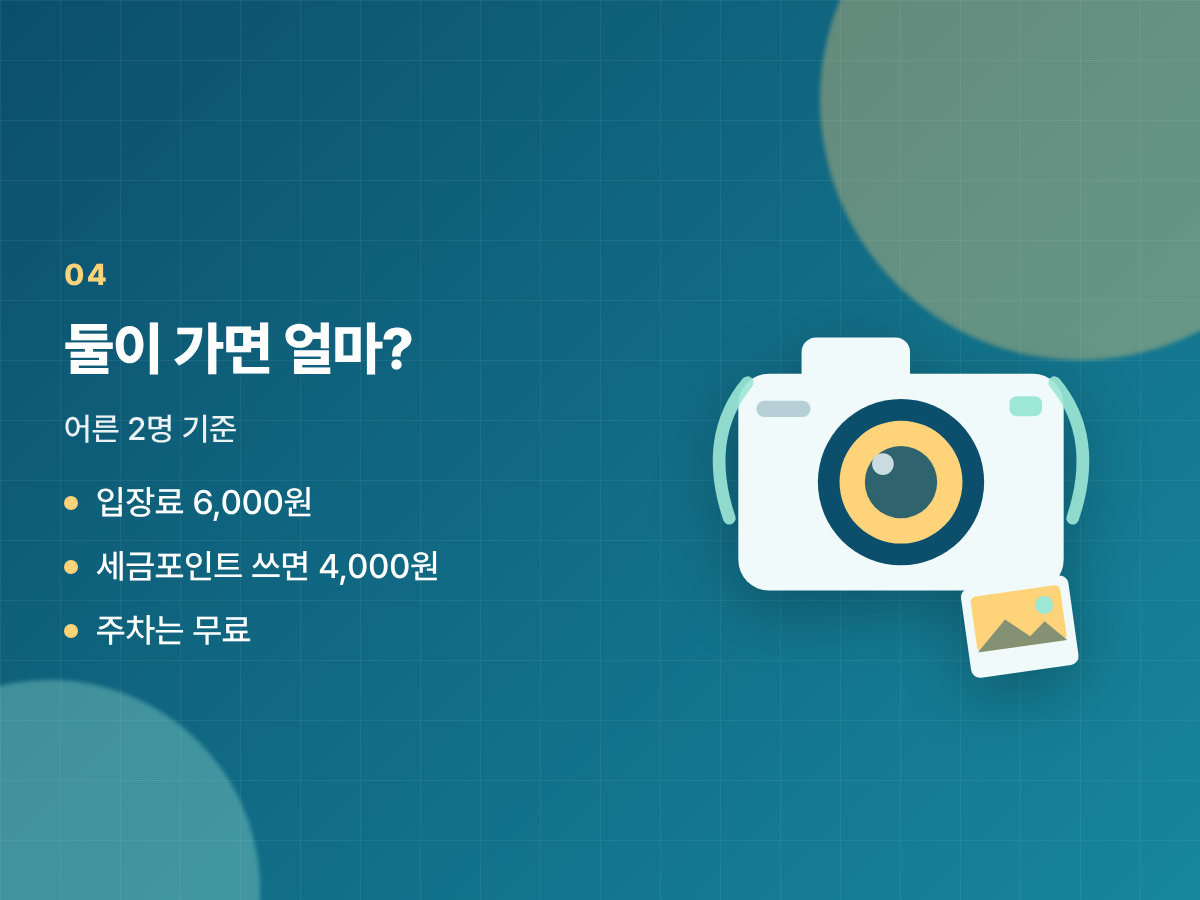 04
둘이 가면 얼마?
어른 2명 기준
입장료 6,000원
세금포인트 쓰면 4,000원
주차는 무료